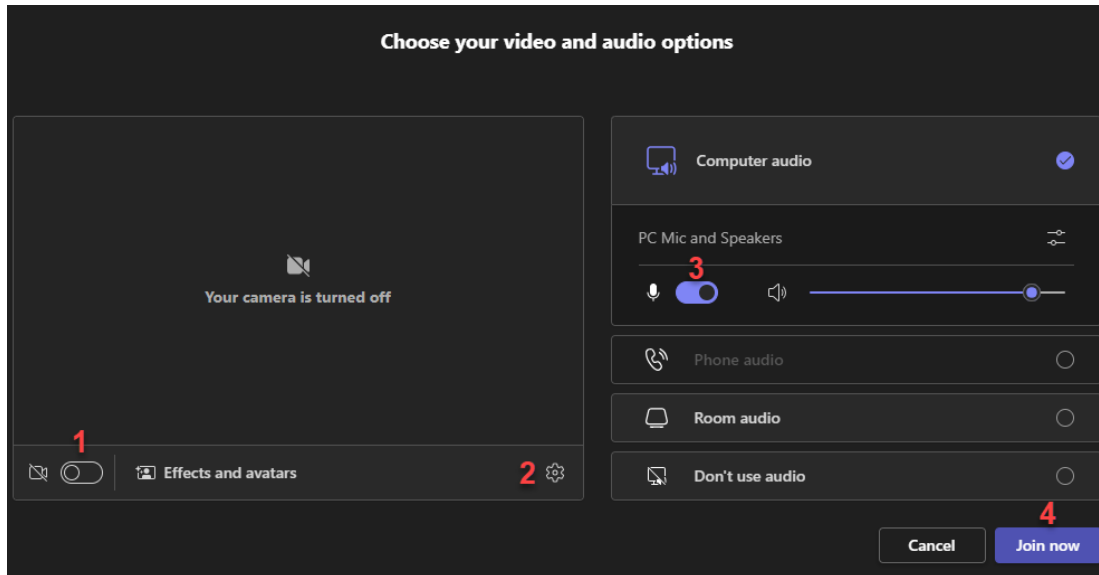 Choose your video and audio options
Your camera is turned off
1
Effects and avatars
2
Computer audio
PC Mic and Speakers
3
Phone audio
Room audio
Don't use audio
4
Cancel
Join now